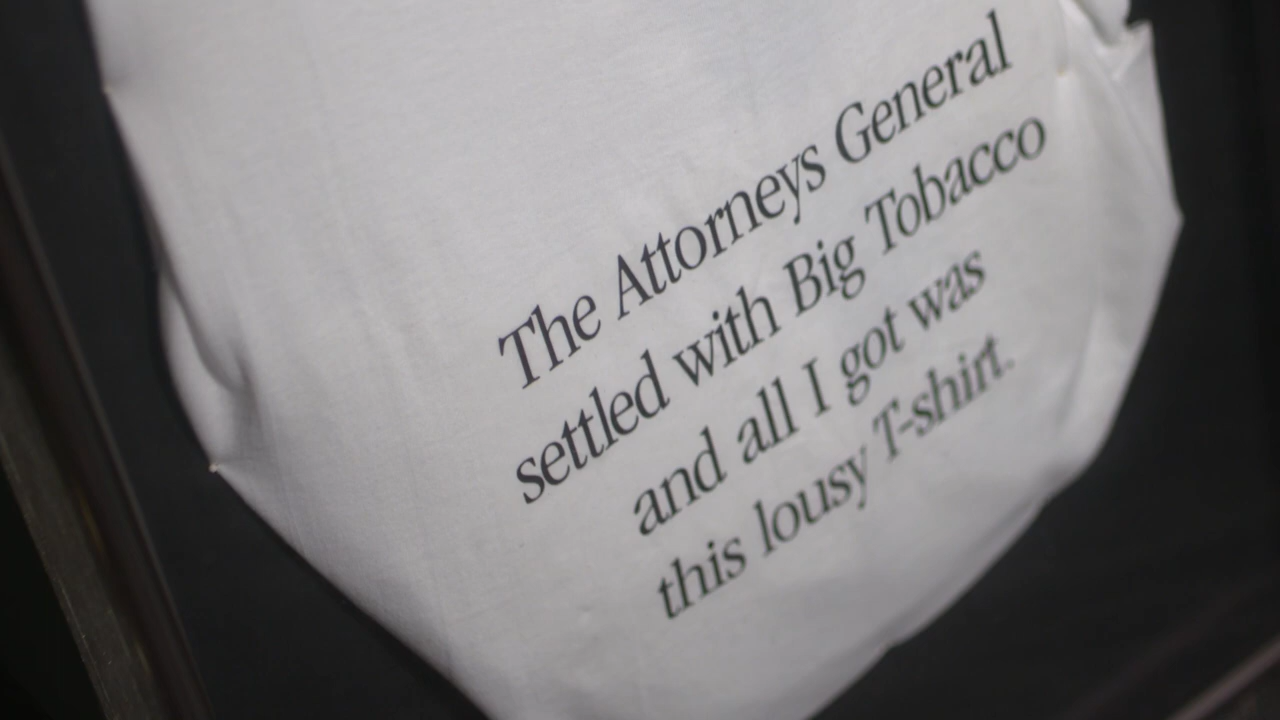 The Attorneys General
settled with Big Tobacco
and all I got was
this lousy T-shirt.